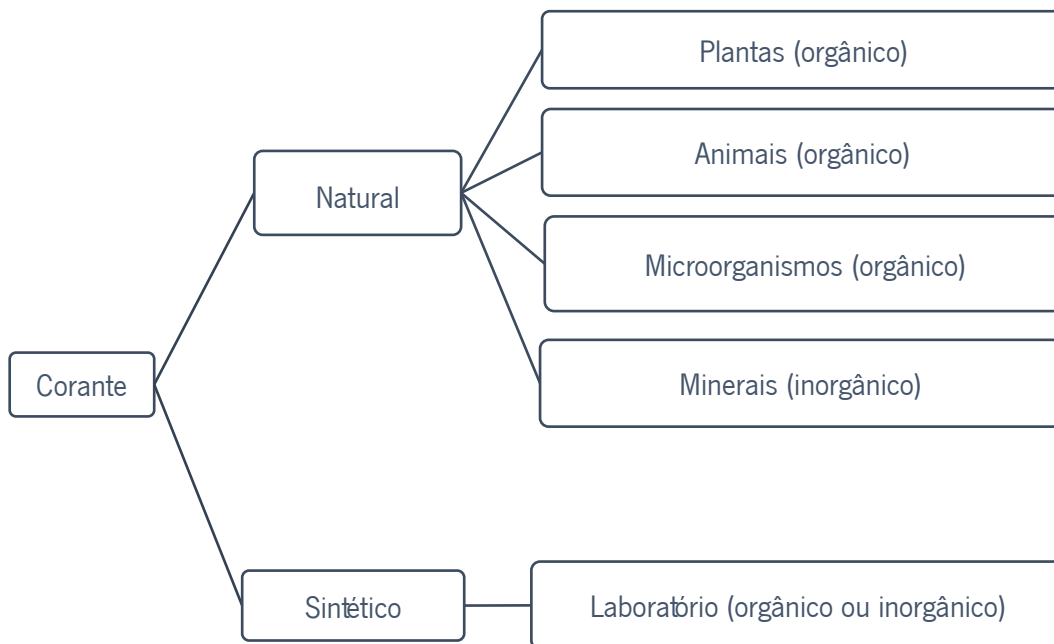 Plantas (orgânico)
Animais (orgânico)
Natural
Microorganismos (orgânico)
Minerais (inorgânico)
Corante
Sintético
Laboratório (orgânico ou inorgânico)